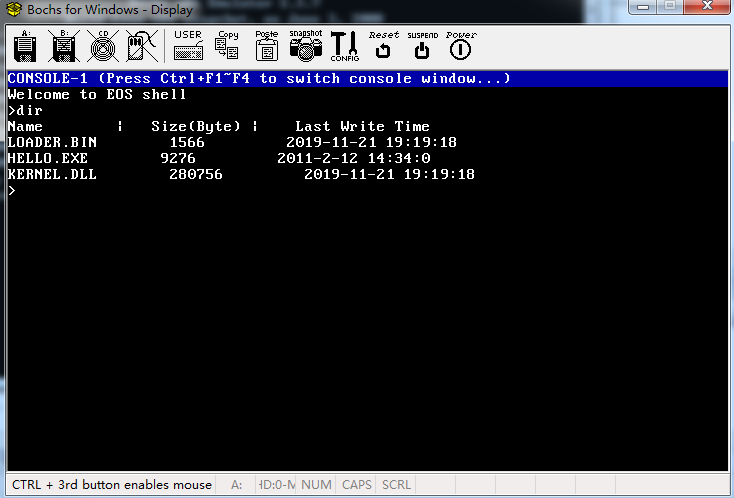 Bochs for Windows - Display
A: B: CD USER Copy Paste Snapshot CONFIG Reset SUSPEND Power
CONSOLE-1 (Press Ctrl+F1~F4 to switch console window...)
Welcome to EOS shell
>dir
Name | Size(Byte) | Last Write Time
LOADER.BIN 1566 2019-11-21 19:19:18
HELLO.EXE 9276 2011-2-12 14:34:0
KERNEL.DLL 280756 2019-11-21 19:19:18
>
CTRL + 3rd button enables mouse A: HD:0-M NUM CAPS SCRL